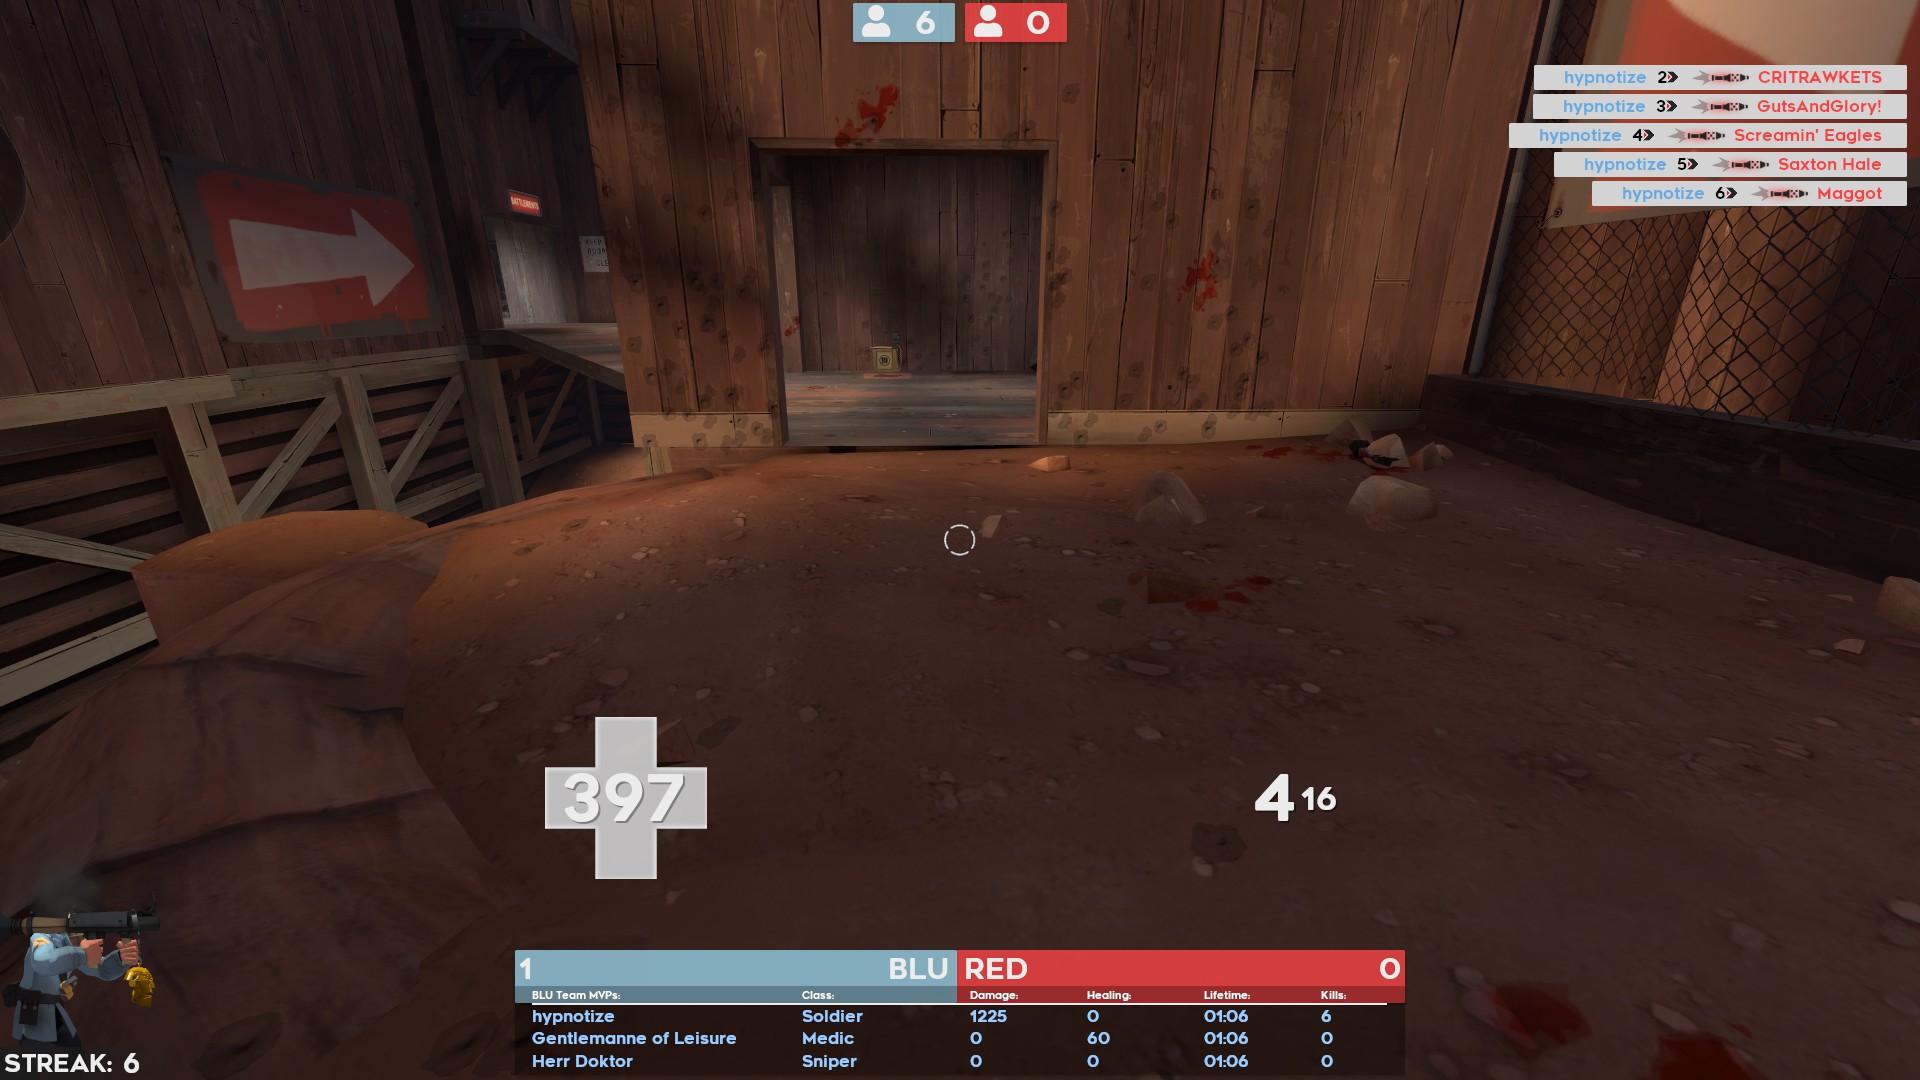 6 0
hypnotize 2 CRITRAWKETS
hypnotize 3 GutsAndGlory!
hypnotize 4 Screamin' Eagles
hypnotize 5 Saxton Hale
hypnotize 6 Maggot
BATTLEMENTS
KEEP
397
4 16
1 BLU RED 0
BLU Team MVPs: Class: Damage: Healing: Lifetime: Kills:
hypnotize Soldier 1225 0 01:06 6
Gentlemanne of Leisure Medic 0 60 01:06 0
Herr Doktor Sniper 0 0 01:06 0
STREAK: 6